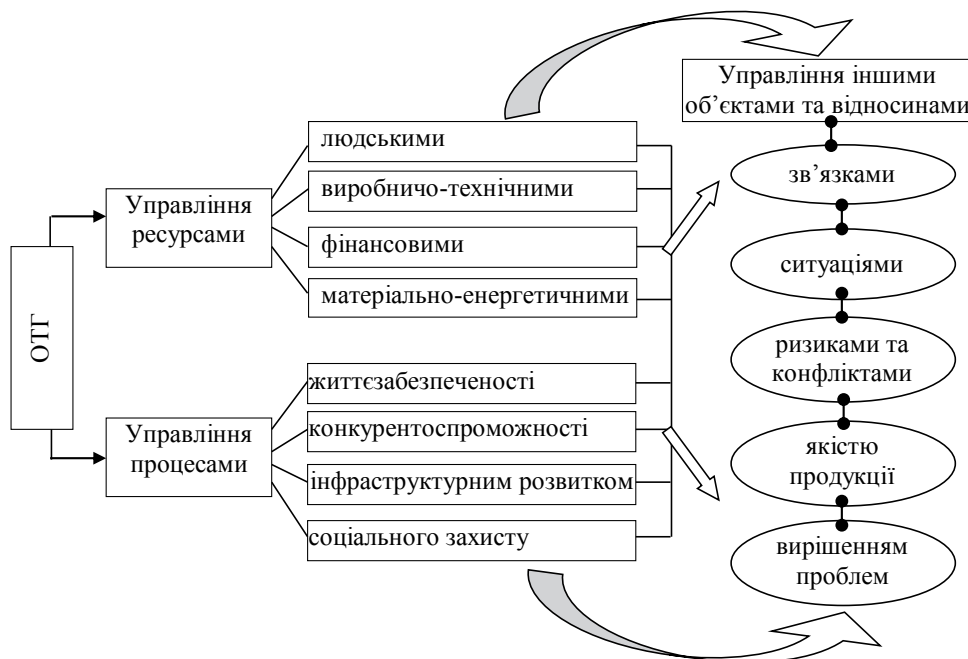 ОТГ
Управління
ресурсами
людськими
виробничо-технічними
фінансовими
матеріально-енергетичними
Управління
процесами
життєзабезпеченості
конкурентоспроможності
інфраструктурним розвитком
соціального захисту
Управління іншими
об’єктами та відносинами
зв’язками
ситуаціями
ризиками та
конфліктами
якістю
продукції
вирішенням
проблем